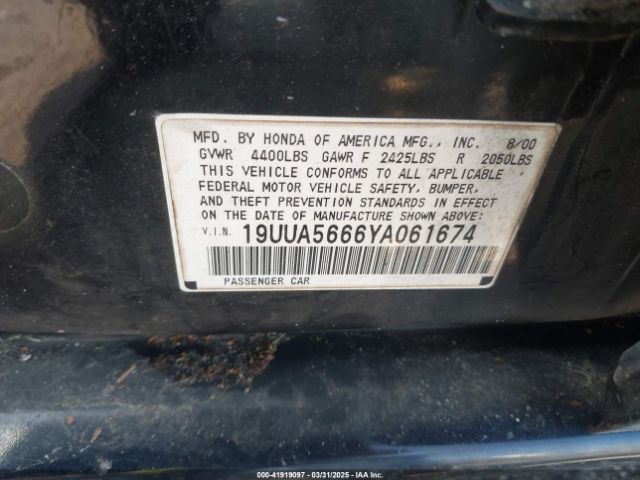 MFD. BY HONDA OF AMERICA MFG., INC. 8/00
GVWR 4400LBS GAWR F 2425LBS R 2050LBS
THIS VEHICLE CONFORMS TO ALL APPLICABLE
FEDERAL MOTOR VEHICLE SAFETY, BUMPER,
AND THEFT PREVENTION STANDARDS IN EFFECT
ON THE DATE OF MANUFACTURE SHOWN ABOVE:
V.I.N. 19UUA5666YA061674
PASSENGER CAR
000-41919097 - 03/31/2025 - IAAI.COM